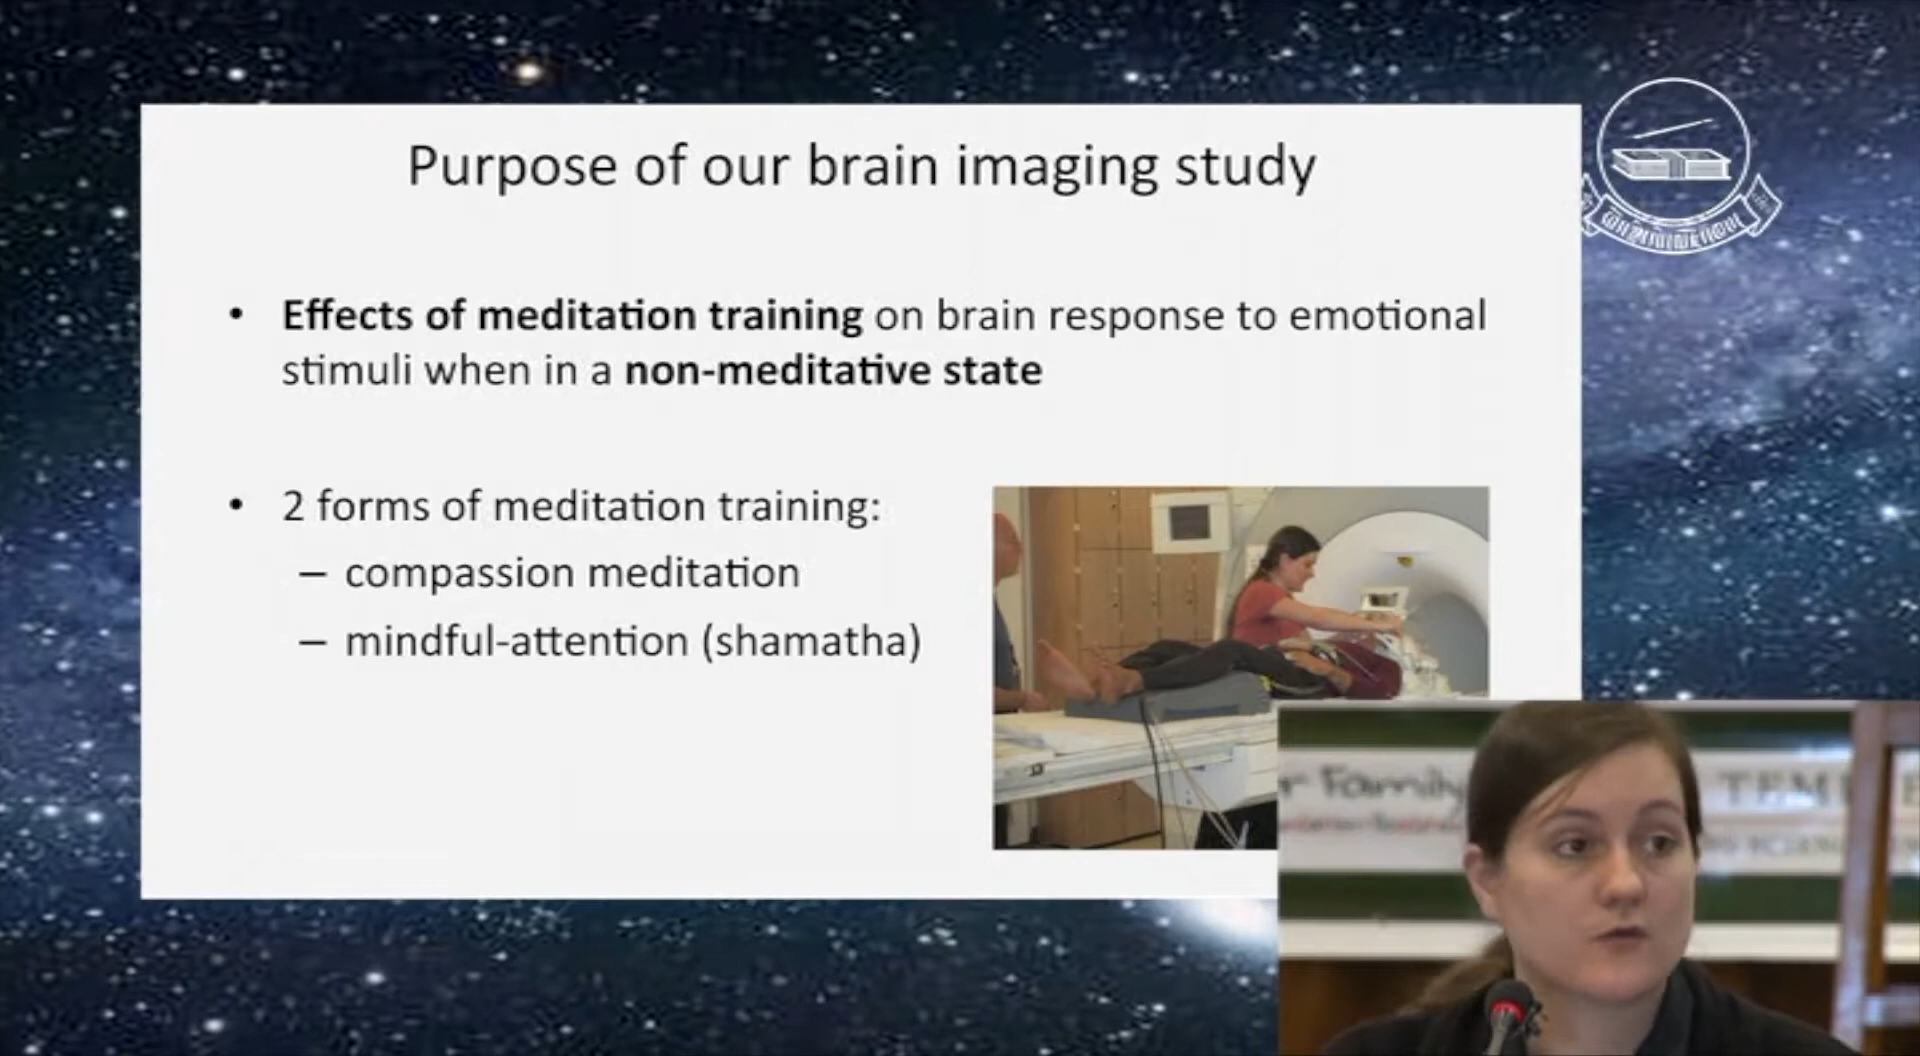 Purpose of our brain imaging study
• Effects of meditation training on brain response to emotional
stimuli when in a non-meditative state
• 2 forms of meditation training:
– compassion meditation
– mindful-attention (shamatha)
Family